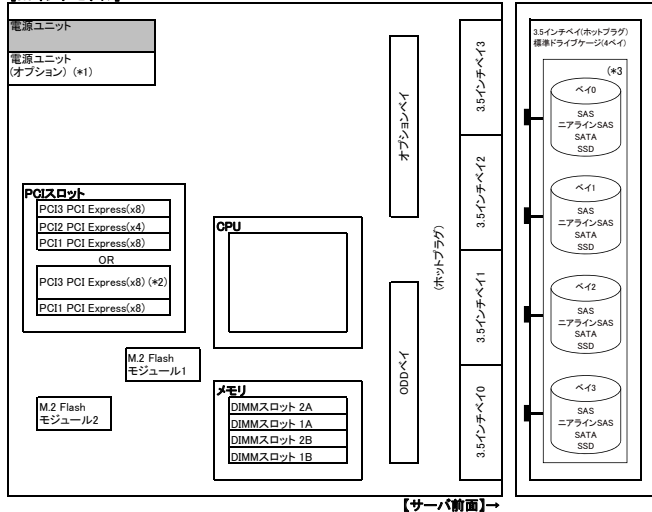 電源ユニット
電源ユニット
(オプション) (*1)
PCIスロット
PCI3 PCI Express(x8)
PCI2 PCI Express(x4)
PCI1 PCI Express(x8)
OR
PCI3 PCI Express(x8) (*2)
PCI1 PCI Express(x8)
M.2 Flash
モジュール1
M.2 Flash
モジュール2
CPU
メモリ
DIMMスロット 2A
DIMMスロット 1A
DIMMスロット 2B
DIMMスロット 1B
オプションベイ
ODDベイ
(ホットプラグ)
3.5インチベイ3
3.5インチベイ2
3.5インチベイ1
3.5インチベイ0
【サーバ前面】→
3.5インチベイ(ホットプラグ)
標準ドライブケージ(4ベイ)
(*3
ベイ0
SAS
ニアラインSAS
SATA
SSD
ベイ1
SAS
ニアラインSAS
SATA
SSD
ベイ2
SAS
ニアラインSAS
SATA
SSD
ベイ3
SAS
ニアラインSAS
SATA
SSD